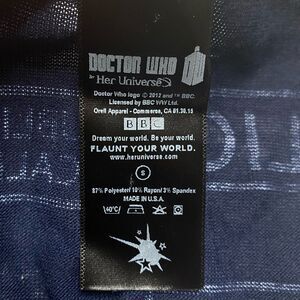 DOCTOR WHO
by Her Universe
Doctor Who logo © 2012 and ™ BBC.
Licensed by BBC WW Ltd.
Orell Apparel - Commerce, CA 01.30.15
BBC
Dream your world. Be your world.
FLAUNT YOUR WORLD.
www.heruniverse.com
S
87% Polyester/ 10% Rayon/ 3% Spandex
MADE IN U.S.A.
40°C